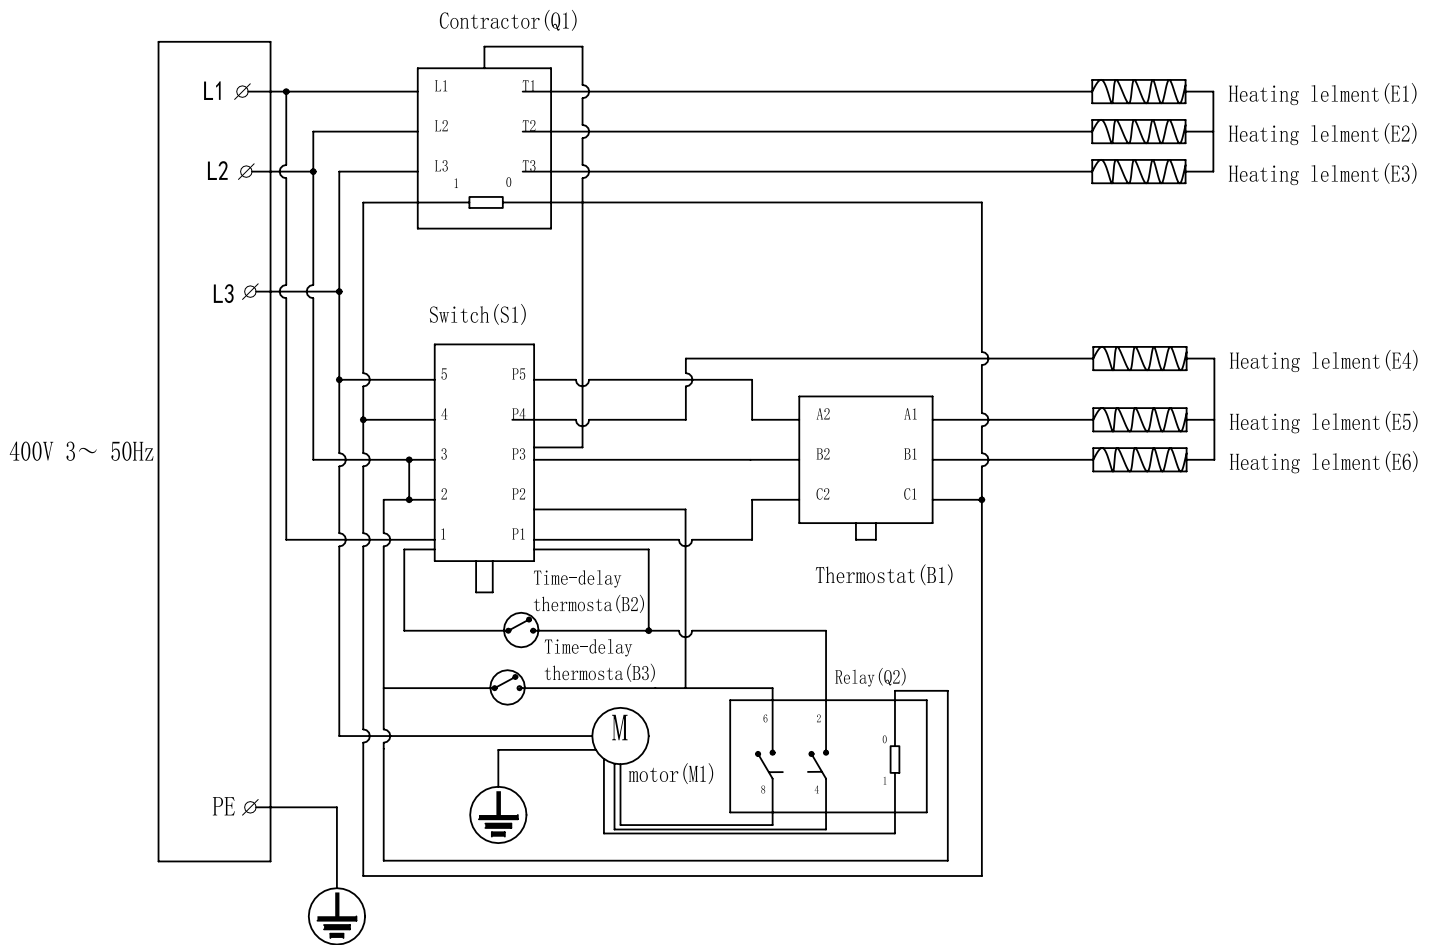 Contractor(Q1)
L1
L1
T1
Heating lelment(E1)
L2
T2
Heating lelment(E2)
L2
L3
T3
Heating lelment(E3)
1
0
L3
Switch(S1)
5
P5
Heating lelment(E4)
4
P4
A2
A1
Heating lelment(E5)
400V 3～ 50Hz
3
P3
B2
B1
Heating lelment(E6)
2
P2
C2
C1
1
P1
Thermostat(B1)
Time-delay
thermosta(B2)
Time-delay
thermosta(B3)
Relay(Q2)
M
motor(M1)
6
2
0
8
4
1
PE